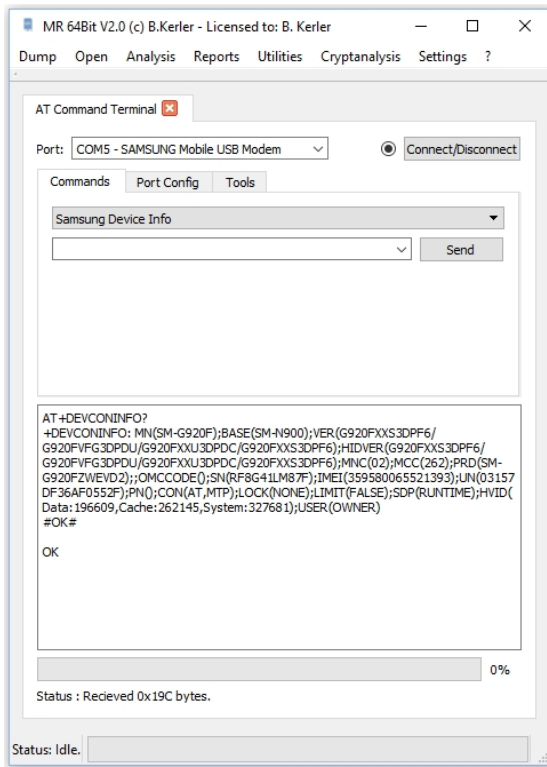 MR 64Bit V2.0 (c) B.Kerler - Licensed to: B. Kerler
Dump Open Analysis Reports Utilities Cryptanalysis Settings ?
AT Command Terminal
Port: COM5 - SAMSUNG Mobile USB Modem Connect/Disconnect
Commands Port Config Tools
Samsung Device Info
Send
AT+DEVCONINFO?
+DEVCONINFO: MN(SM-G920F);BASE(SM-N900);VER(G920FXXS3DPF6/
G920FVFG3DPDU/G920FXXU3DPDC/G920FXXS3DPF6);HIDVER(G920FXXS3DPF6/
G920FVFG3DPDU/G920FXXU3DPDC/G920FXXS3DPF6);MNC(02);MCC(262);PRD(SM-
G920FZWEVD2);;OMCCODE();SN(RF8G41LM87F);IMEI(359580065521393);UN(03157
DF36AF0552F);PN();CON(AT,MTP);LOCK(NONE);LIMIT(FALSE);SDP(RUNTIME);HVID(
Data:196609,Cache:262145,System:327681);USER(OWNER)
#OK#
OK
0%
Status : Recieved 0x19C bytes.
Status: Idle.